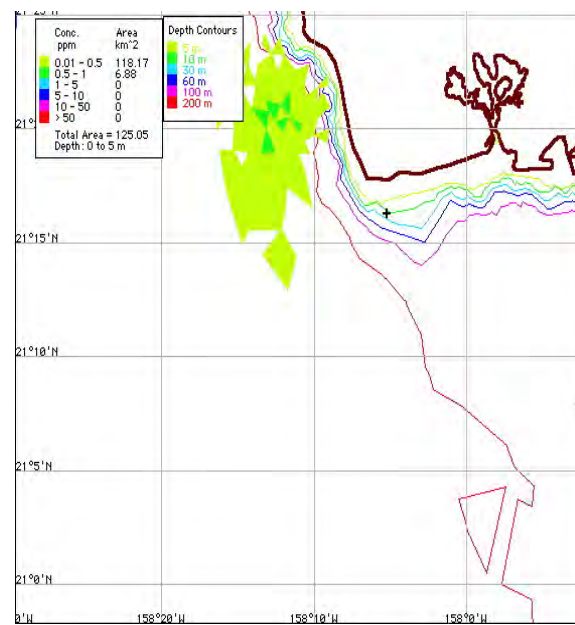 Conc. Area
ppm km^2
0.01 - 0.5 118.17
0.5 - 1 6.88
1 - 5 0
5 - 10 0
10 - 50 0
> 50 0
Total Area = 125.05
Depth : 0 to 5 m
Depth Contours
5 m
10 m
30 m
60 m
100 m
200 m
21°15'N
21°10'N
21°5'N
21°0'N
158°20'W
158°10'W
158°0'W